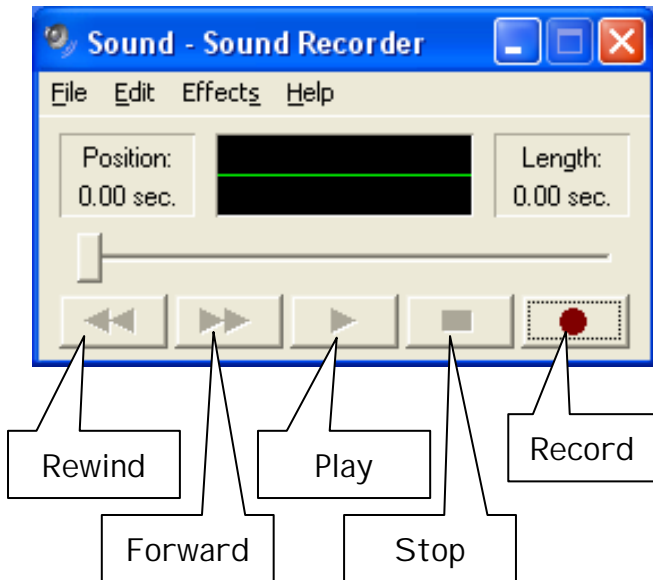 Sound - Sound Recorder
File Edit Effects Help
Position:
0.00 sec.
Length:
0.00 sec.
Rewind
Forward
Play
Stop
Record